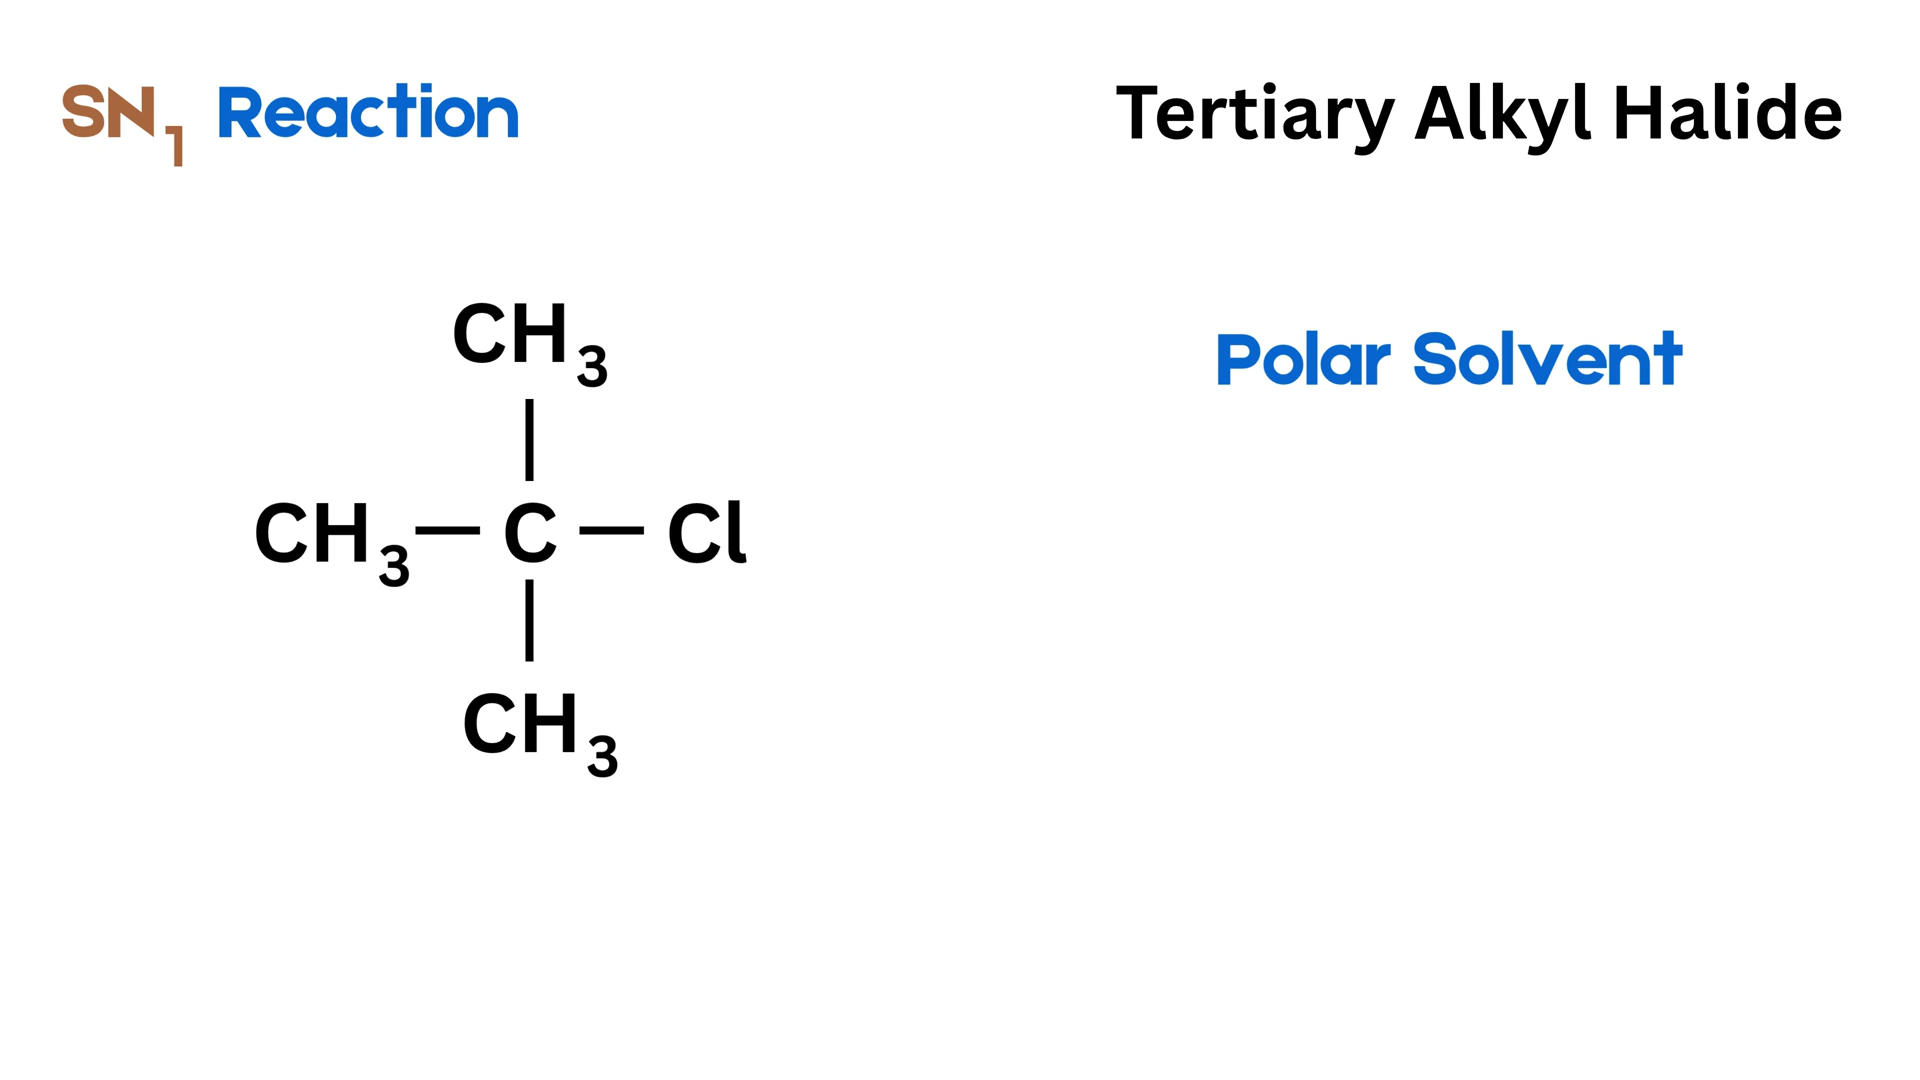 SN₁ Reaction
Tertiary Alkyl Halide
Polar Solvent
CH₃
CH₃—C—Cl
CH₃